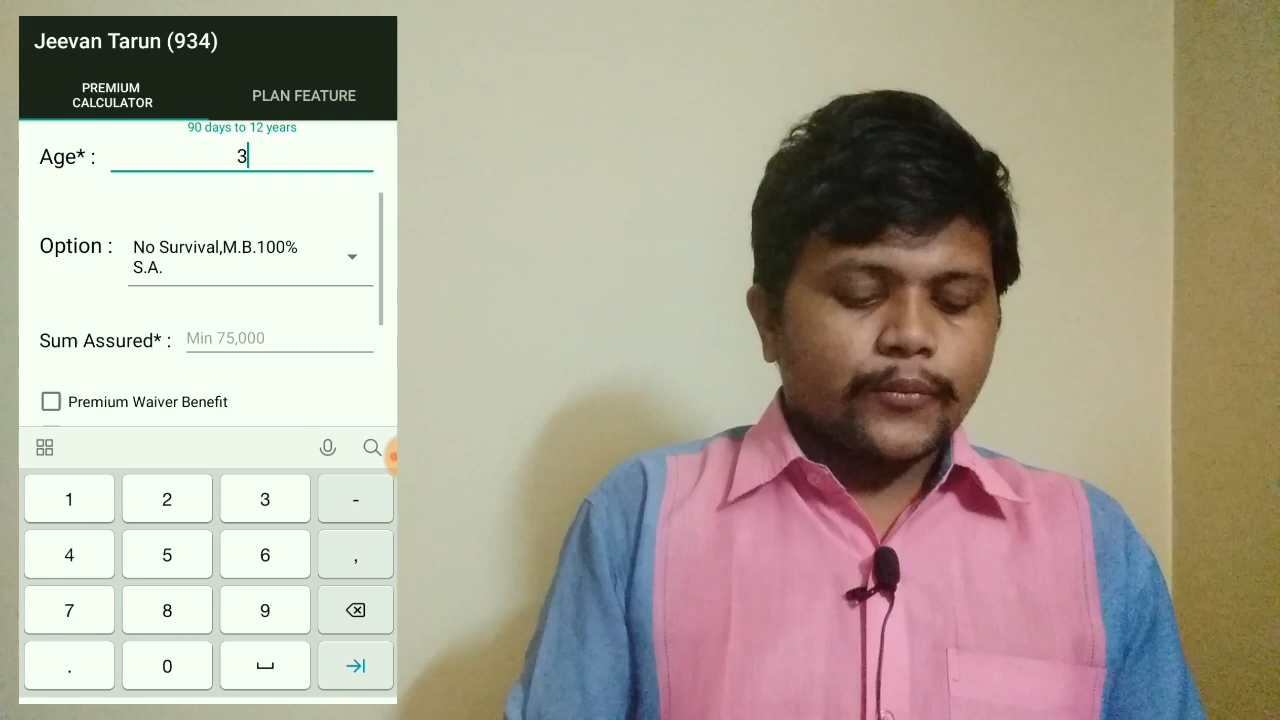 Jeevan Tarun (934)
PREMIUM
CALCULATOR
PLAN FEATURE
90 days to 12 years
Age* :
3
Option :
No Survival,M.B.100%
S.A.
Sum Assured* :
Min 75,000
Premium Waiver Benefit
1 2 3 -
4 5 6 ,
7 8 9
. 0